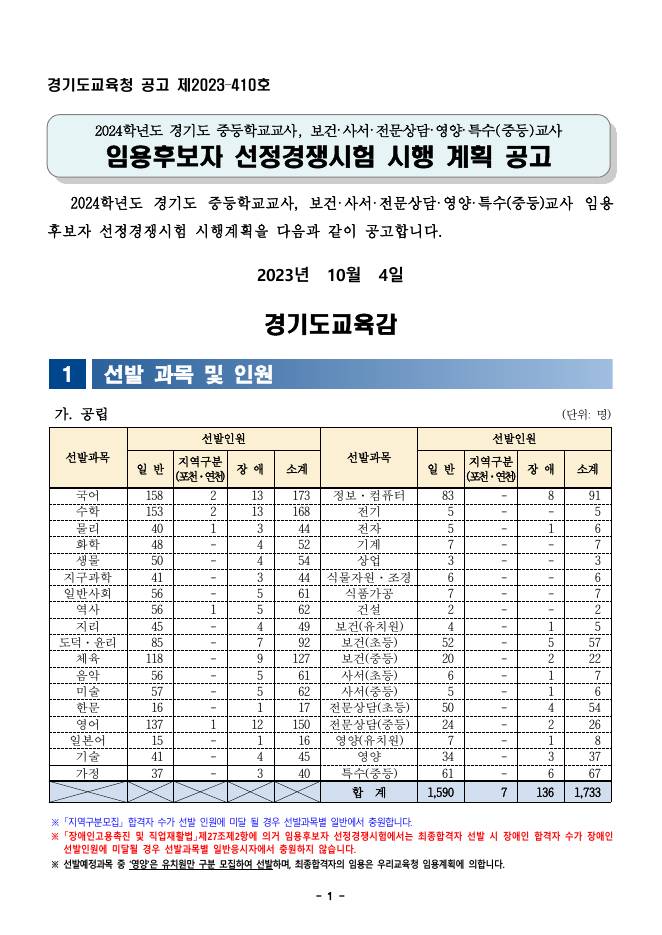 경기도교육청 공고 제2023-410호
2024학년도 경기도 중등학교교사, 보건·사서·전문상담·영양·특수(중등)교사
임용후보자 선정경쟁시험 시행 계획 공고
2024학년도 경기도 중등학교교사, 보건·사서·전문상담·영양·특수(중등)교사 임용
후보자 선정경쟁시험 시행계획을 다음과 같이 공고합니다.
2023년 10월 4일
경기도교육감
1 선발 과목 및 인원
가. 공립 (단위: 명)
선발과목 선발인원 선발과목 선발인원
일 반 지역구분 (포천·연천) 장 애 소계 일 반 지역구분 (포천·연천) 장 애 소계
국어 158 2 13 173 정보·컴퓨터 83 - 8 91
수학 153 2 13 168 전기 5 - - 5
물리 40 1 3 44 전자 5 - 1 6
화학 48 - 4 52 기계 7 - - 7
생물 50 - 4 54 상업 3 - - 3
지구과학 41 - 3 44 식물자원·조경 6 - - 6
일반사회 56 - 5 61 식품가공 7 - - 7
역사 56 1 5 62 건설 2 - - 2
지리 45 - 4 49 보건(유치원) 4 - 1 5
도덕·윤리 85 - 7 92 보건(초등) 52 - 5 57
체육 118 - 9 127 보건(중등) 20 - 2 22
음악 56 - 5 61 사서(초등) 6 - 1 7
미술 57 - 5 62 사서(중등) 5 - 1 6
한문 16 - 1 17 전문상담(초등) 50 - 4 54
영어 137 1 12 150 전문상담(중등) 24 - 2 26
일본어 15 - 1 16 영양(유치원) 7 - 1 8
기술 41 - 4 45 영양 34 - 3 37
가정 37 - 3 40 특수(중등) 61 - 6 67
합 계 1,590 7 136 1,733
※ 「지역구분모집」 합격자 수가 선발 인원에 미달 될 경우 선발과목별 일반에서 충원합니다.
※ 「장애인고용촉진 및 직업재활법」제27조제2항에 의거 임용후보자 선정경쟁시험에서는 최종합격자 선발 시 장애인 합격자 수가 장애인
선발인원에 미달될 경우 선발과목별 일반응시자에서 충원하지 않습니다.
※ 선발예정과목 중 '영양'은 유치원만 구분 모집하여 선발하며, 최종합격자의 임용은 우리교육청 임용계획에 의합니다.
- 1 -